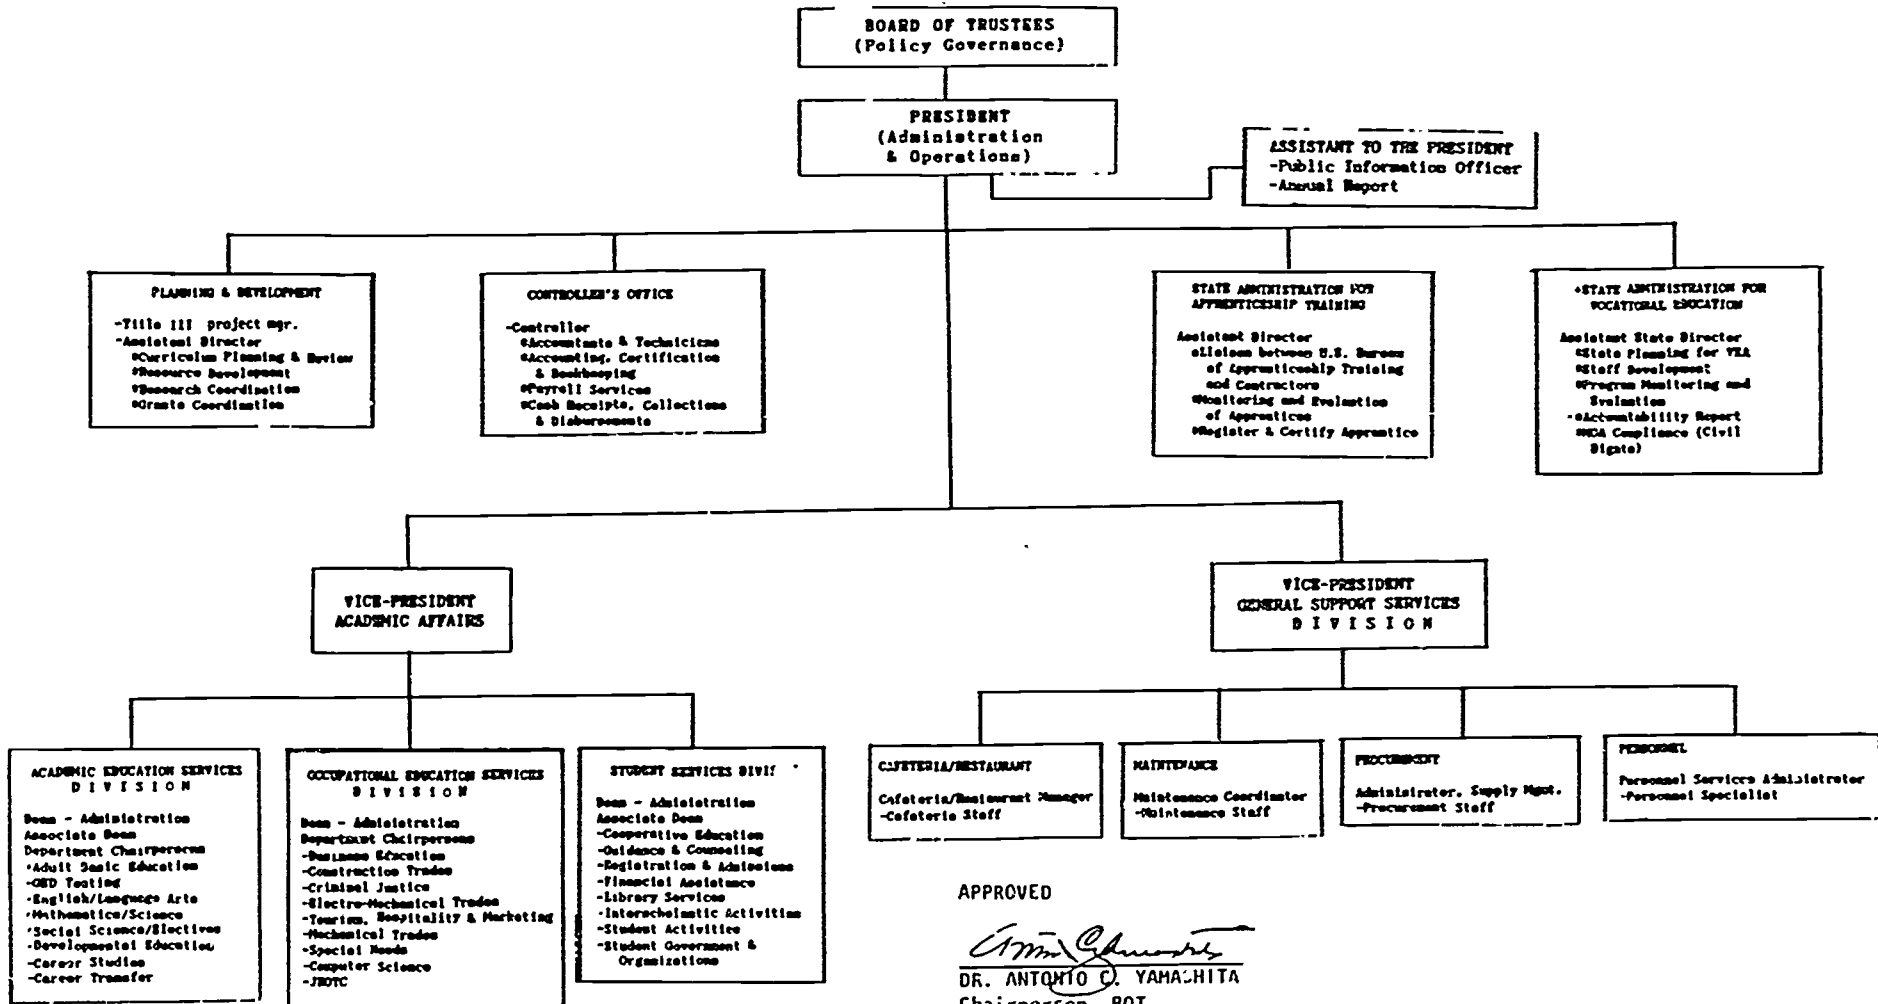 BOARD OF TRUSTEES
(Policy Governance)
PRESIDENT
(Administration
& Operations)
ASSISTANT TO THE PRESIDENT
-Public Information Officer
-Annual Report
PLANNING & DEVELOPMENT
-Title III project mgr.
-Assistant Director
*Curriculum Planning & Review
*Resource Development
*Research Coordination
*Grants Coordination
CONTROLLER'S OFFICE
-Controller
*Accountants & Technicians
*Accounting, Certification
& Bookkeeping
*Payroll Services
*Cash Receipts, Collections
& Disbursements
STATE ADMINISTRATION FOR
APPRENTICESHIP TRAINING
Assistant Director
*Liaison between U.S. Bureau
of Apprenticeship Training
and Contractors
*Monitoring and Evaluation
of Apprentices
*Register & Certify Apprentice
*STATE ADMINISTRATION FOR
VOCATIONAL EDUCATION
Assistant State Director
*State Planning for VEA
*Staff Development
*Program Monitoring and
Evaluation
-*Accountability Report
*MOA Compliance (Civil
Rights)
VICE-PRESIDENT
ACADEMIC AFFAIRS
VICE-PRESIDENT
GENERAL SUPPORT SERVICES
D I V I S I O N
ACADEMIC EDUCATION SERVICES
D I V I S I O N
Dean - Administration
Associate Dean
Department Chairpersons
-Adult Basic Education
-GED Testing
-English/Language Arts
-Mathematics/Science
-Social Science/Electives
-Developmental Education
-Career Studies
-Career Transfer
OCCUPATIONAL EDUCATION SERVICES
D I V I S I O N
Dean - Administration
Department Chairpersons
-Business Education
-Construction Trades
-Criminal Justice
-Electro-Mechanical Trades
-Tourism, Hospitality & Marketing
-Mechanical Trades
-Special Needs
-Computer Science
-JROTC
STUDENT SERVICES DIVIS
Dean - Administration
Associate Dean
-Cooperative Education
-Guidance & Counseling
-Registration & Admissions
-Financial Assistance
-Library Services
-Interscholastic Activities
-Student Activities
-Student Government &
Organizations
CAFETERIA/RESTAURANT
Cafeteria/Restaurant Manager
-Cafeteria Staff
MAINTENANCE
Maintenance Coordinator
-Maintenance Staff
PROCUREMENT
Administrator, Supply Mgmt.
-Procurement Staff
PERSONNEL
Personnel Services Administrator
-Personnel Specialist
APPROVED
DR. ANTONIO C. YAMASHITA
Chairperson, BOT